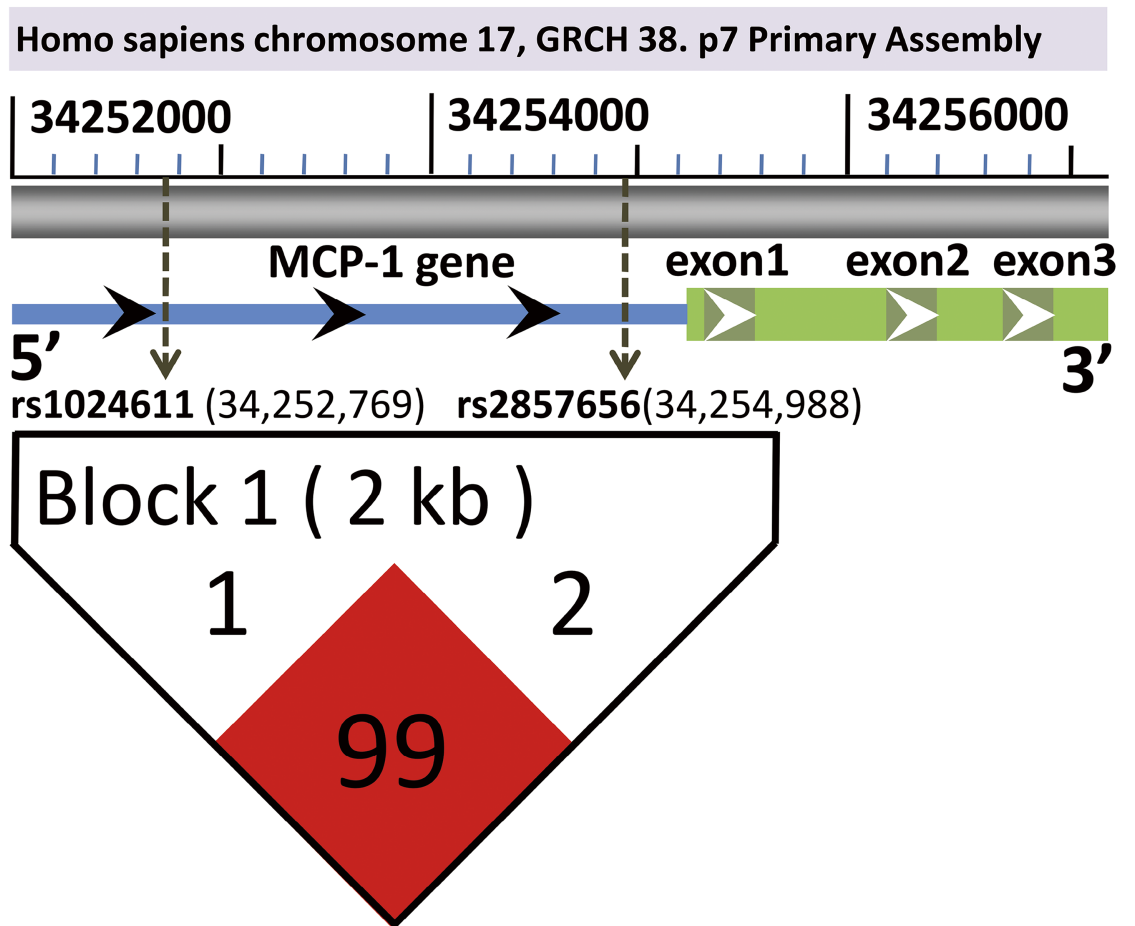 Homo sapiens chromosome 17, GRCH 38. p7 Primary Assembly
34252000 34254000 34256000
MCP-1 gene exon1 exon2 exon3
5’ 3’
rs1024611 (34,252,769) rs2857656(34,254,988)
Block 1 ( 2 kb )
1 2
99